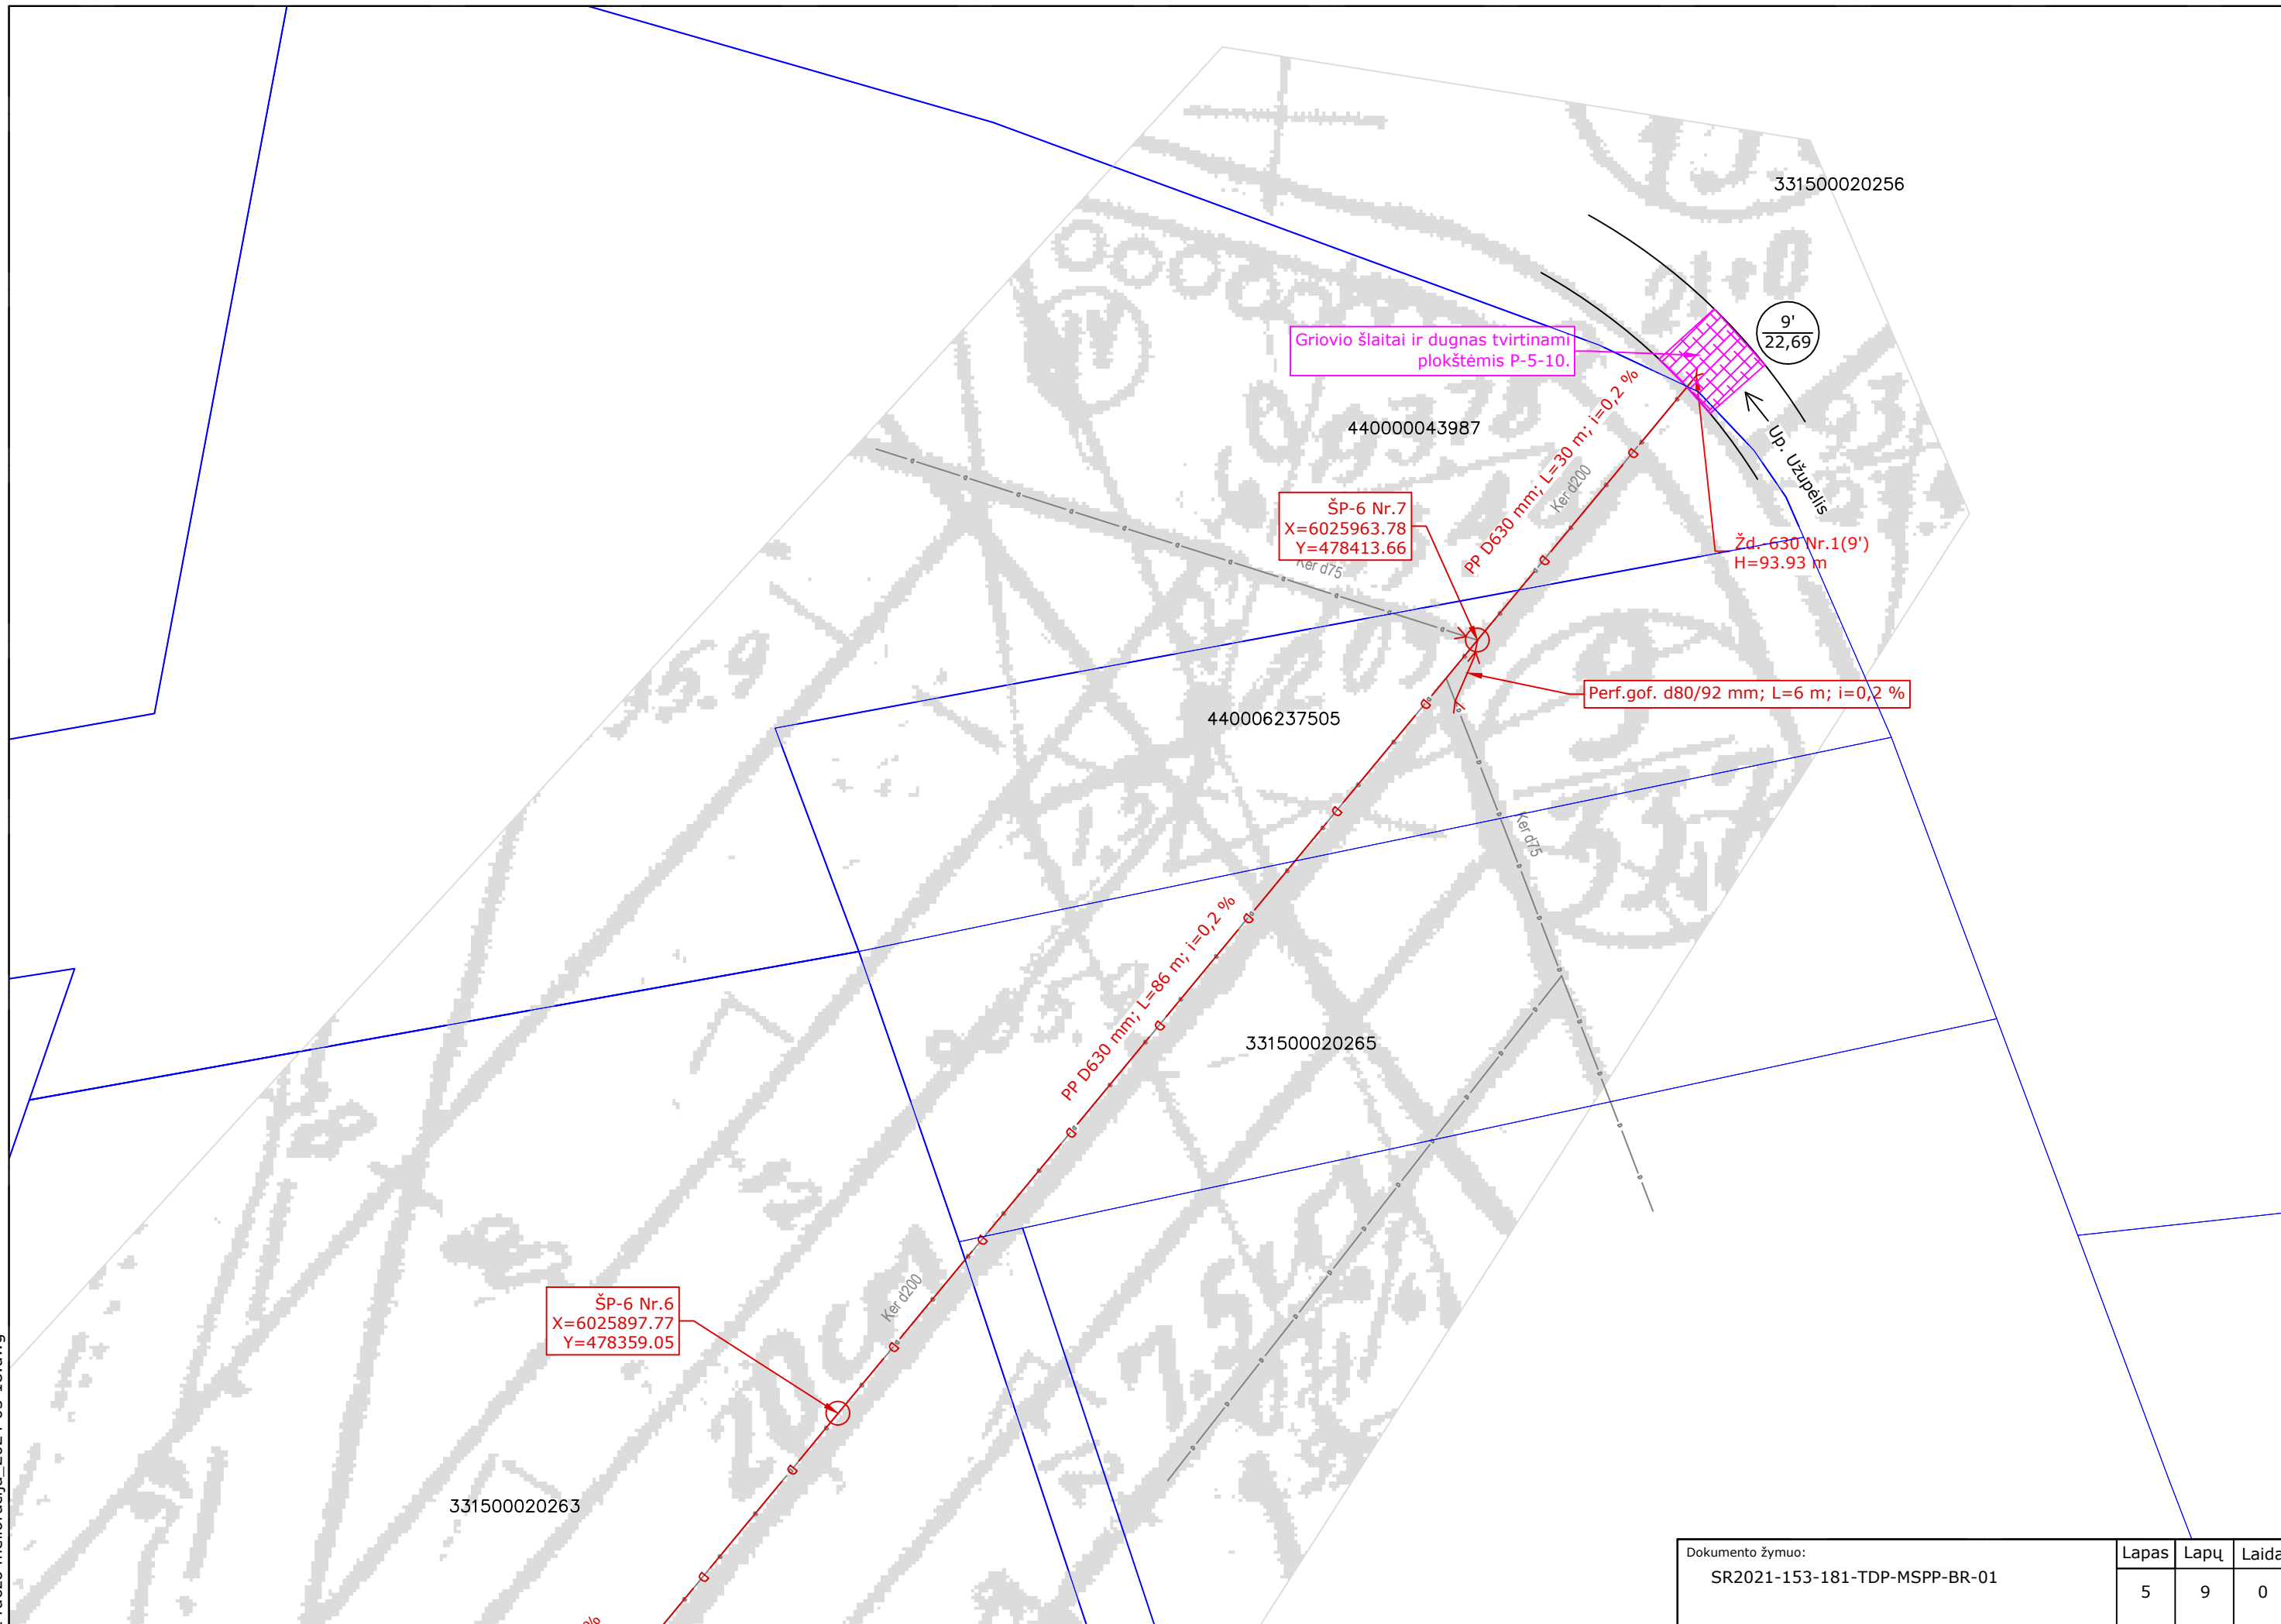 331500020256
9'
22,69
Griovio šlaitai ir dugnas tvirtinami
plokštėmis P-5-10.
440000043987
PP D630 mm; L=30 m; i=0,2 %
Ker d200
Up. Užupėlis
ŠP-6 Nr.7
X=6025963.78
Y=478413.66
Žd.-630 Nr.1(9')
H=93.93 m
Ker d75
Perf.gof. d80/92 mm; L=6 m; i=0,2 %
440006237505
Ker d75
PP D630 mm; L=86 m; i=0,2 %
331500020265
Ker d200
ŠP-6 Nr.6
X=6025897.77
Y=478359.05
331500020263
Dokumento žymuo:
SR2021-153-181-TDP-MSPP-BR-01
Lapas Lapų Laida
5 9 0